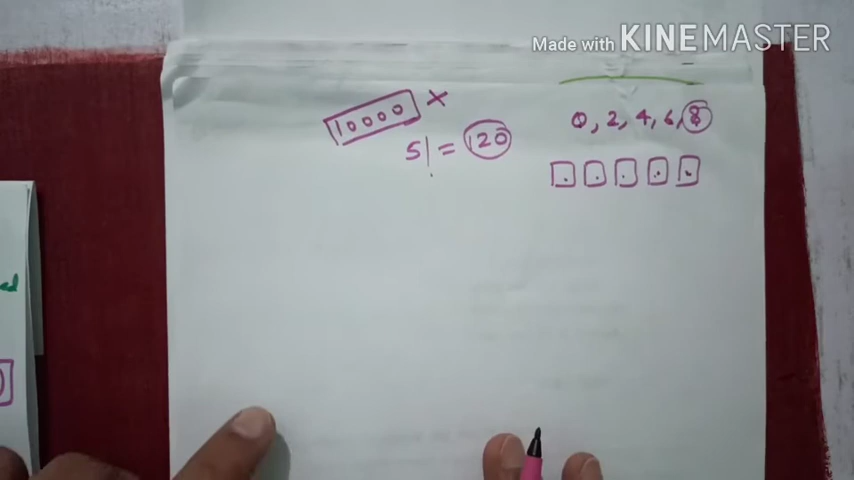 Made with KINEMASTER
10000 ×
0, 2, 4, 6, 8
5! = 120